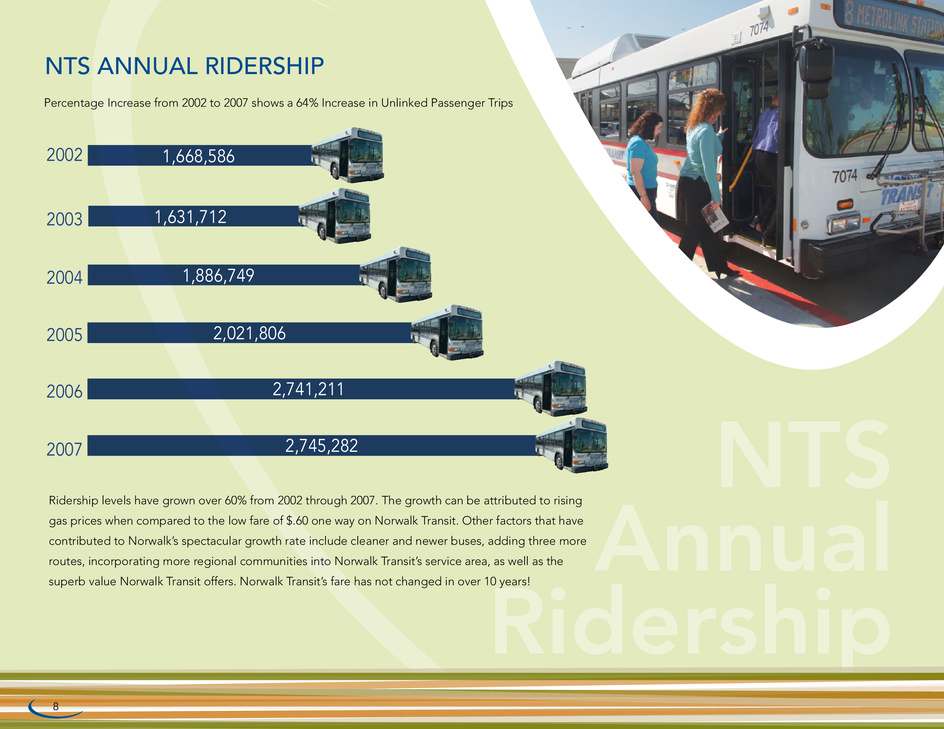 NTS ANNUAL RIDERSHIP
Percentage Increase from 2002 to 2007 shows a 64% Increase in Unlinked Passenger Trips
2002 1,668,586
2003 1,631,712
2004 1,886,749
2005 2,021,806
2006 2,741,211
2007 2,745,282
Ridership levels have grown over 60% from 2002 through 2007. The growth can be attributed to rising
gas prices when compared to the low fare of $.60 one way on Norwalk Transit. Other factors that have
contributed to Norwalk’s spectacular growth rate include cleaner and newer buses, adding three more
routes, incorporating more regional communities into Norwalk Transit’s service area, as well as the
superb value Norwalk Transit offers. Norwalk Transit’s fare has not changed in over 10 years!
8 METROLINK STATION
7074
7074
TRANSIT
NTS
Annual
Ridership
8